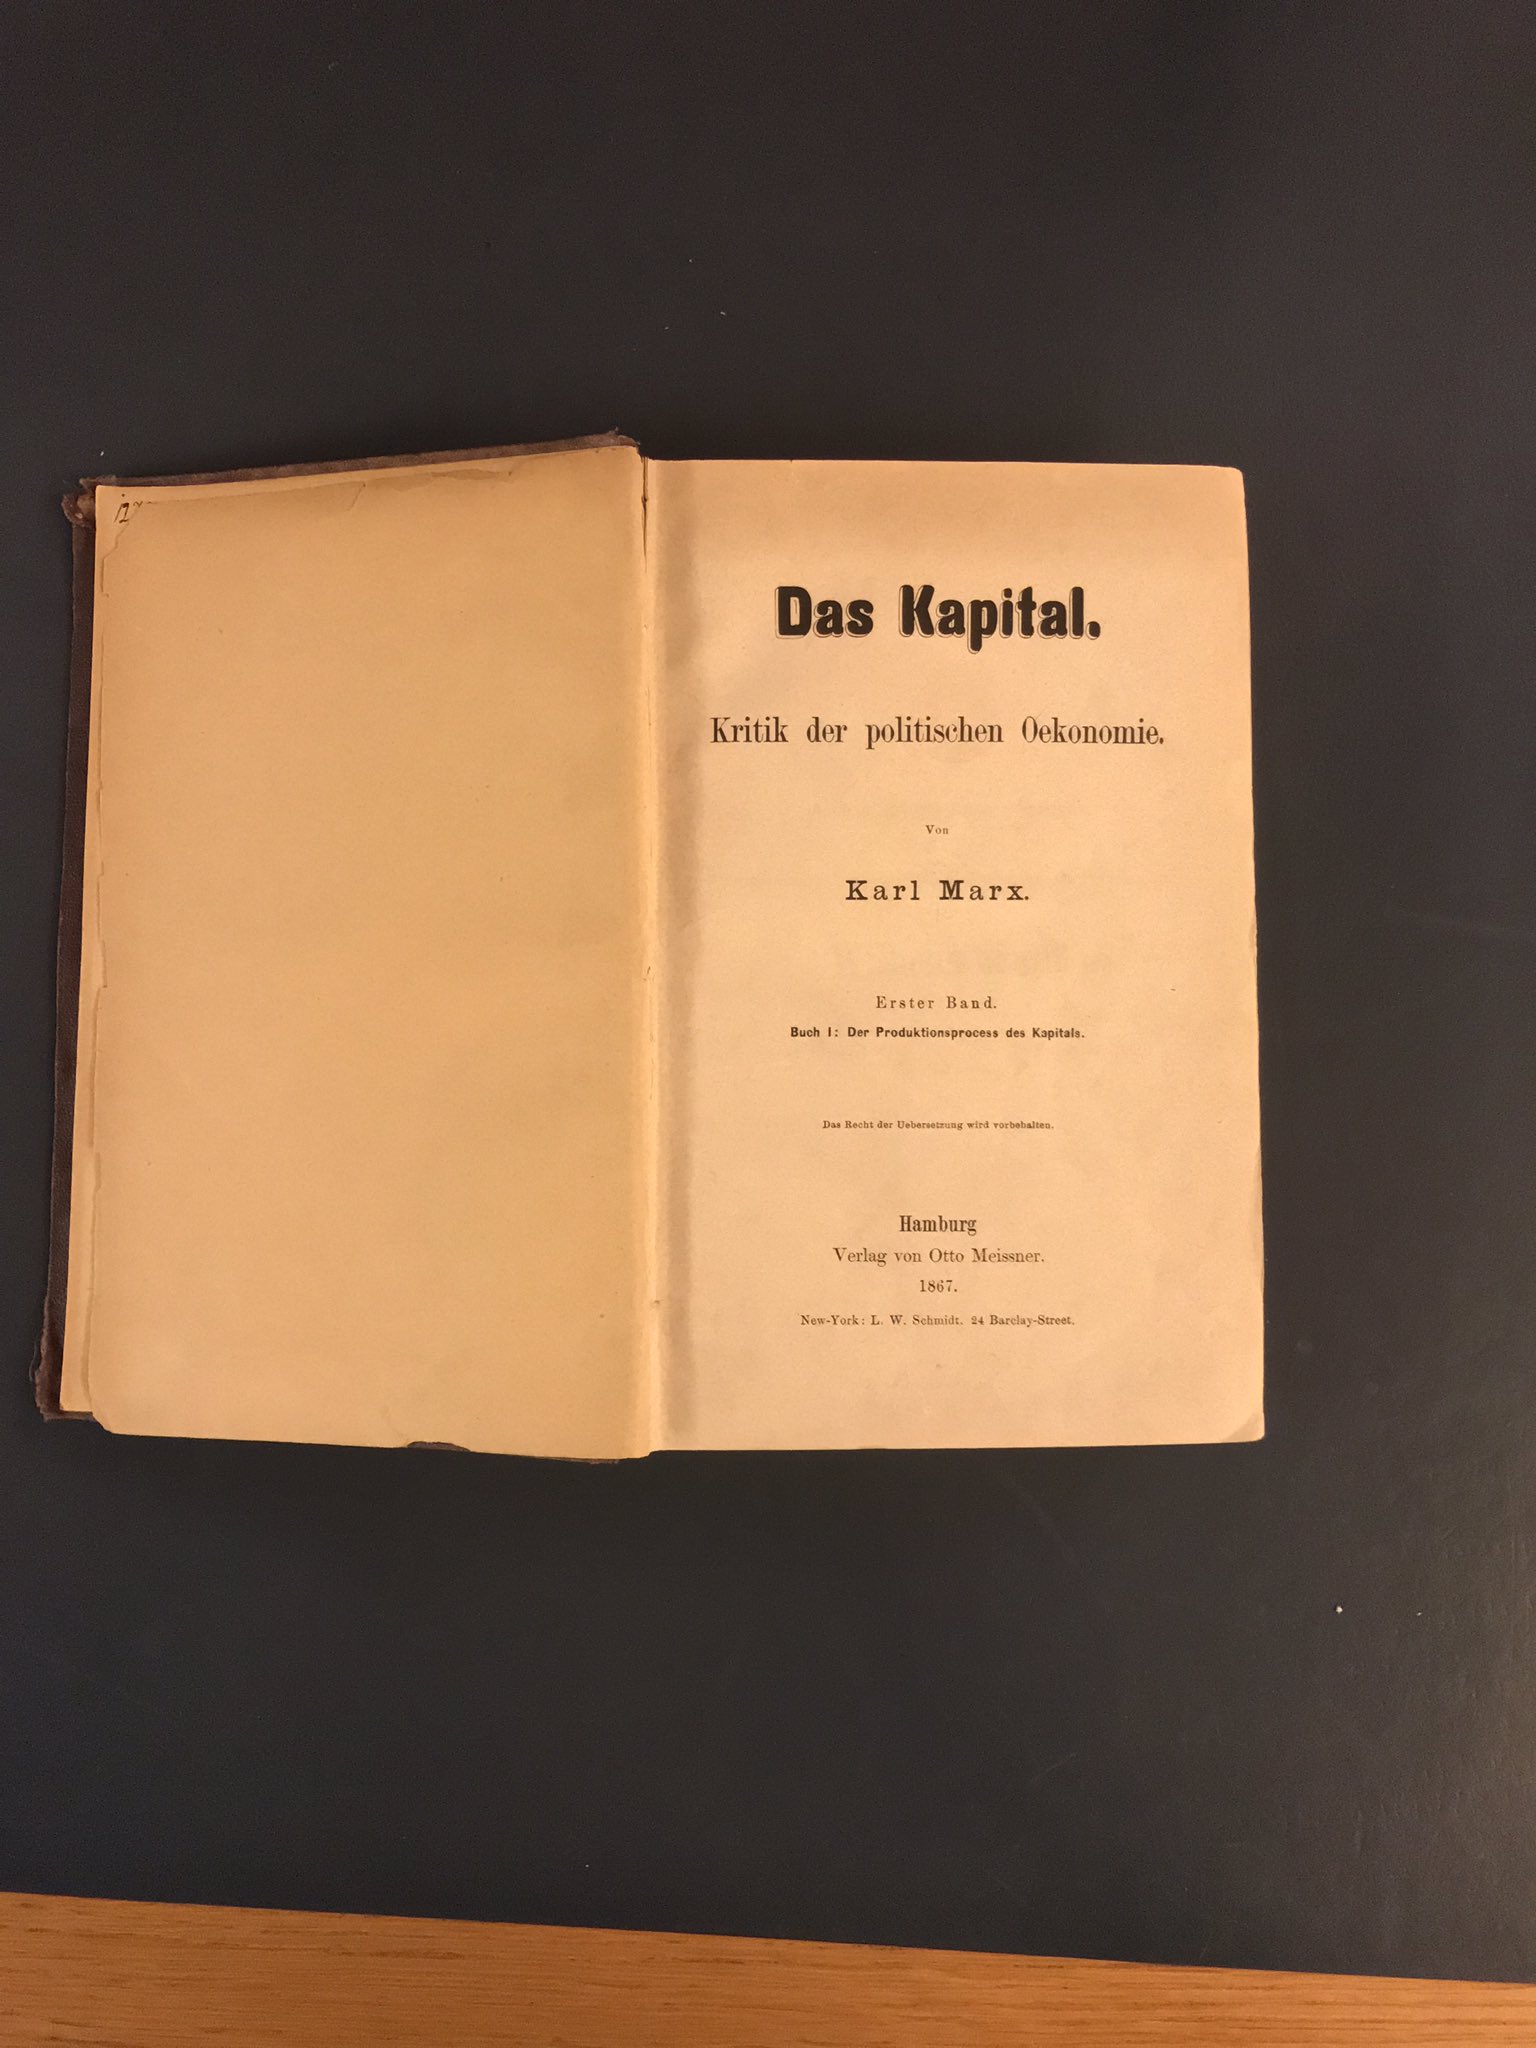 Das Kapital.
Kritik der politischen Oekonomie.
Von
Karl Marx.
Erster Band.
Buch I: Der Produktionsprocess des Kapitals.
Das Recht der Uebersetzung wird vorbehalten.
Hamburg
Verlag von Otto Meissner.
1867.
New-York: L. W. Schmidt. 24 Barclay-Street.